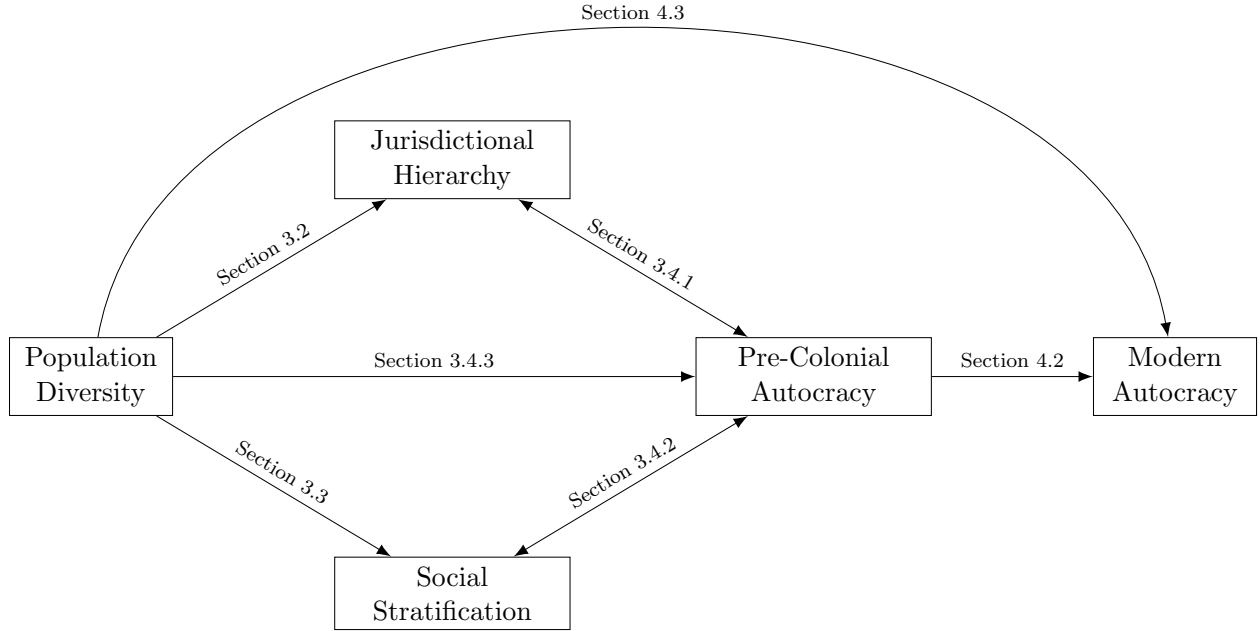 Section 4.3
Jurisdictional
Hierarchy
Section 3.2
Section 3.4.1
Population
Diversity
Section 3.4.3
Pre-Colonial
Autocracy
Section 4.2
Modern
Autocracy
Section 3.3
Section 3.4.2
Social
Stratification